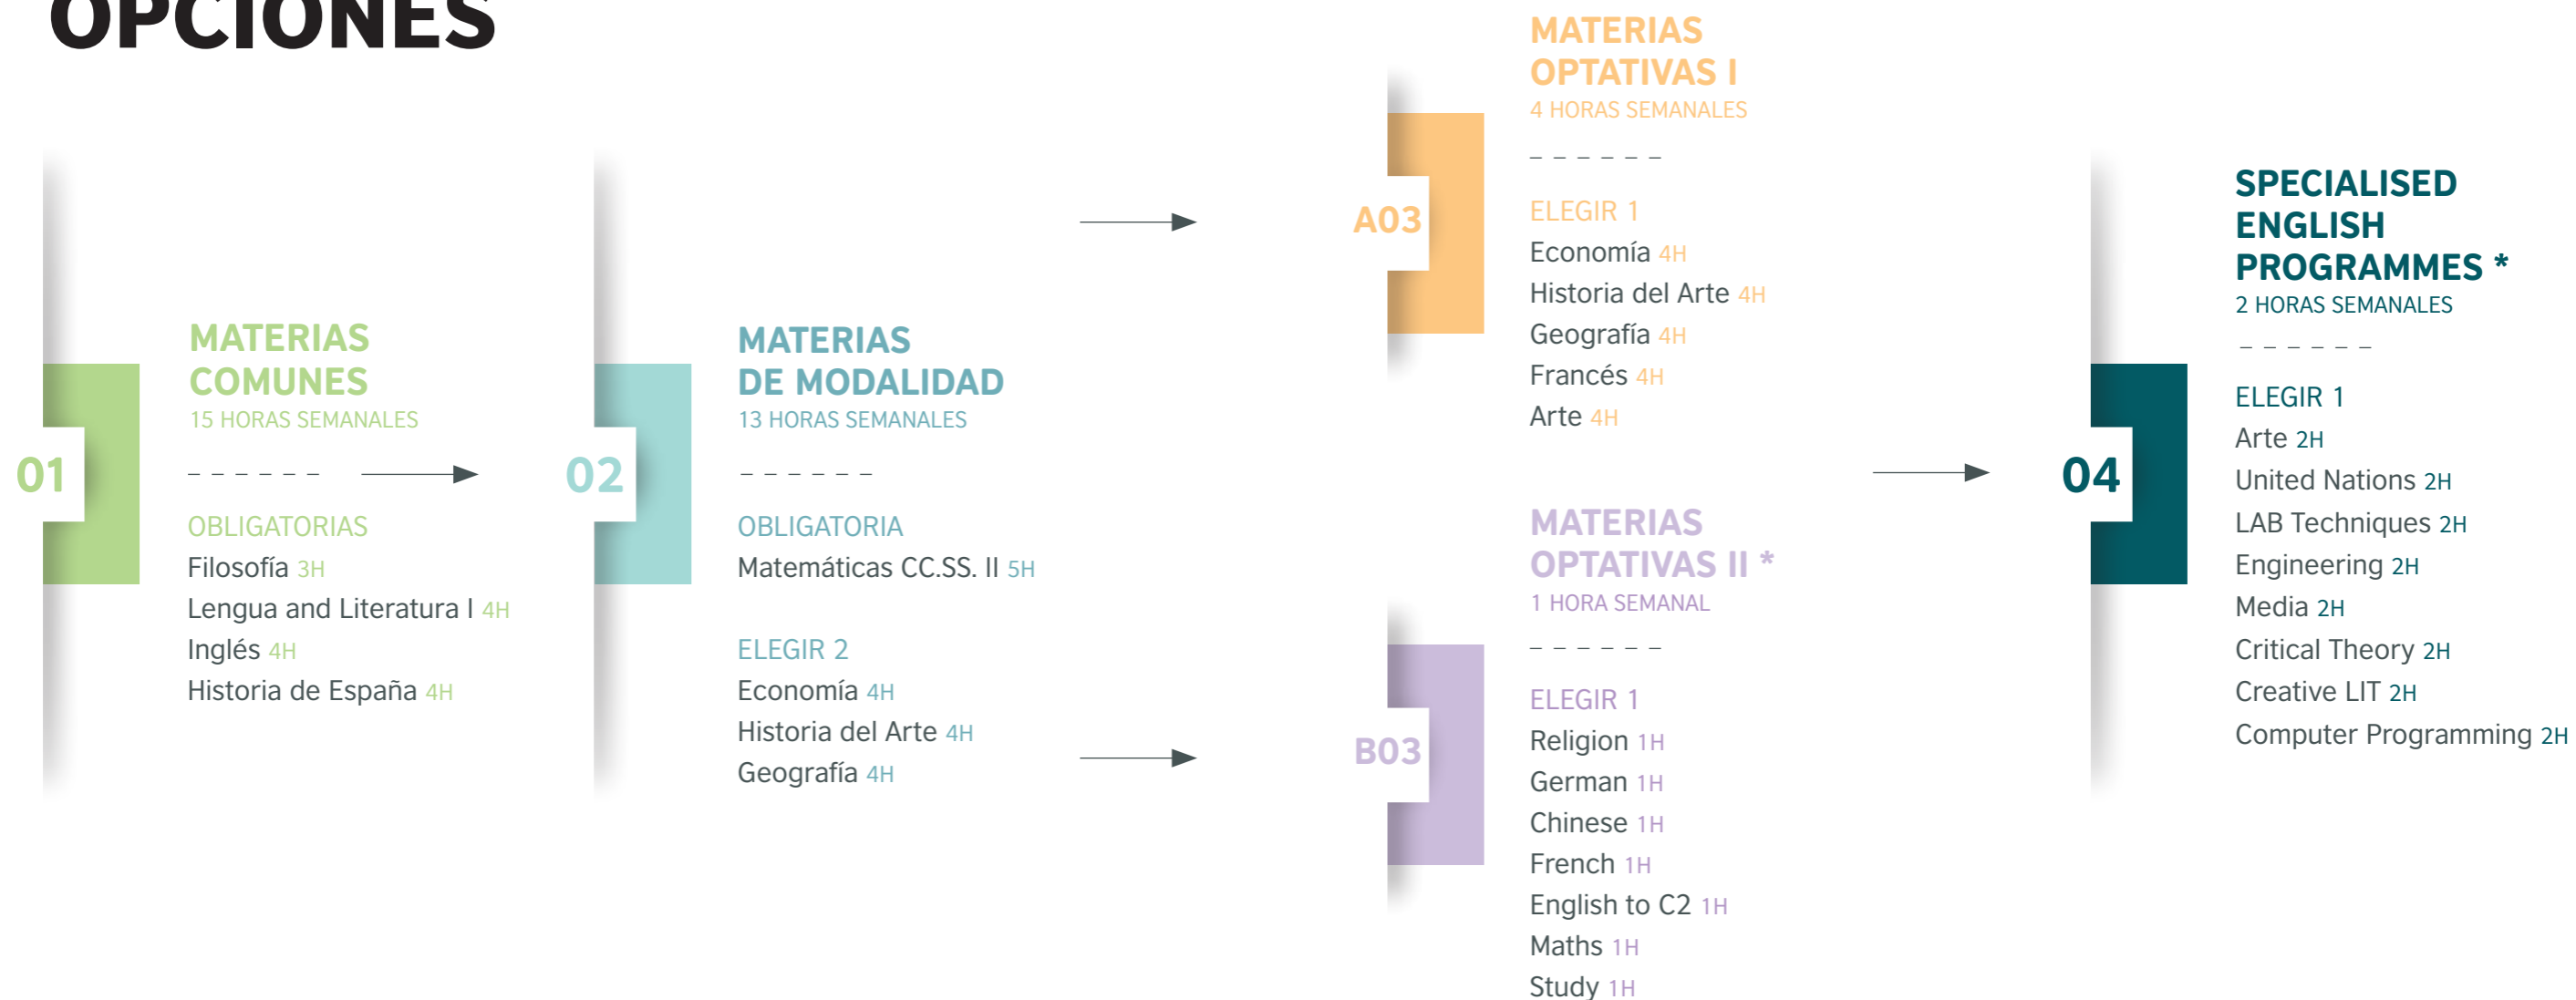 OPCIONES
01
MATERIAS
COMUNES
15 HORAS SEMANALES
OBLIGATORIAS
Filosofía 3H
Lengua and Literatura I 4H
Inglés 4H
Historia de España 4H
02
MATERIAS
DE MODALIDAD
13 HORAS SEMANALES
OBLIGATORIA
Matemáticas CC.SS. II 5H
ELEGIR 2
Economía 4H
Historia del Arte 4H
Geografía 4H
A03
MATERIAS
OPTATIVAS I
4 HORAS SEMANALES
ELEGIR 1
Economía 4H
Historia del Arte 4H
Geografía 4H
Francés 4H
Arte 4H
B03
MATERIAS
OPTATIVAS II *
1 HORA SEMANAL
ELEGIR 1
Religion 1H
German 1H
Chinese 1H
French 1H
English to C2 1H
Maths 1H
Study 1H
04
SPECIALISED
ENGLISH
PROGRAMMES *
2 HORAS SEMANALES
ELEGIR 1
Arte 2H
United Nations 2H
LAB Techniques 2H
Engineering 2H
Media 2H
Critical Theory 2H
Creative LIT 2H
Computer Programming 2H